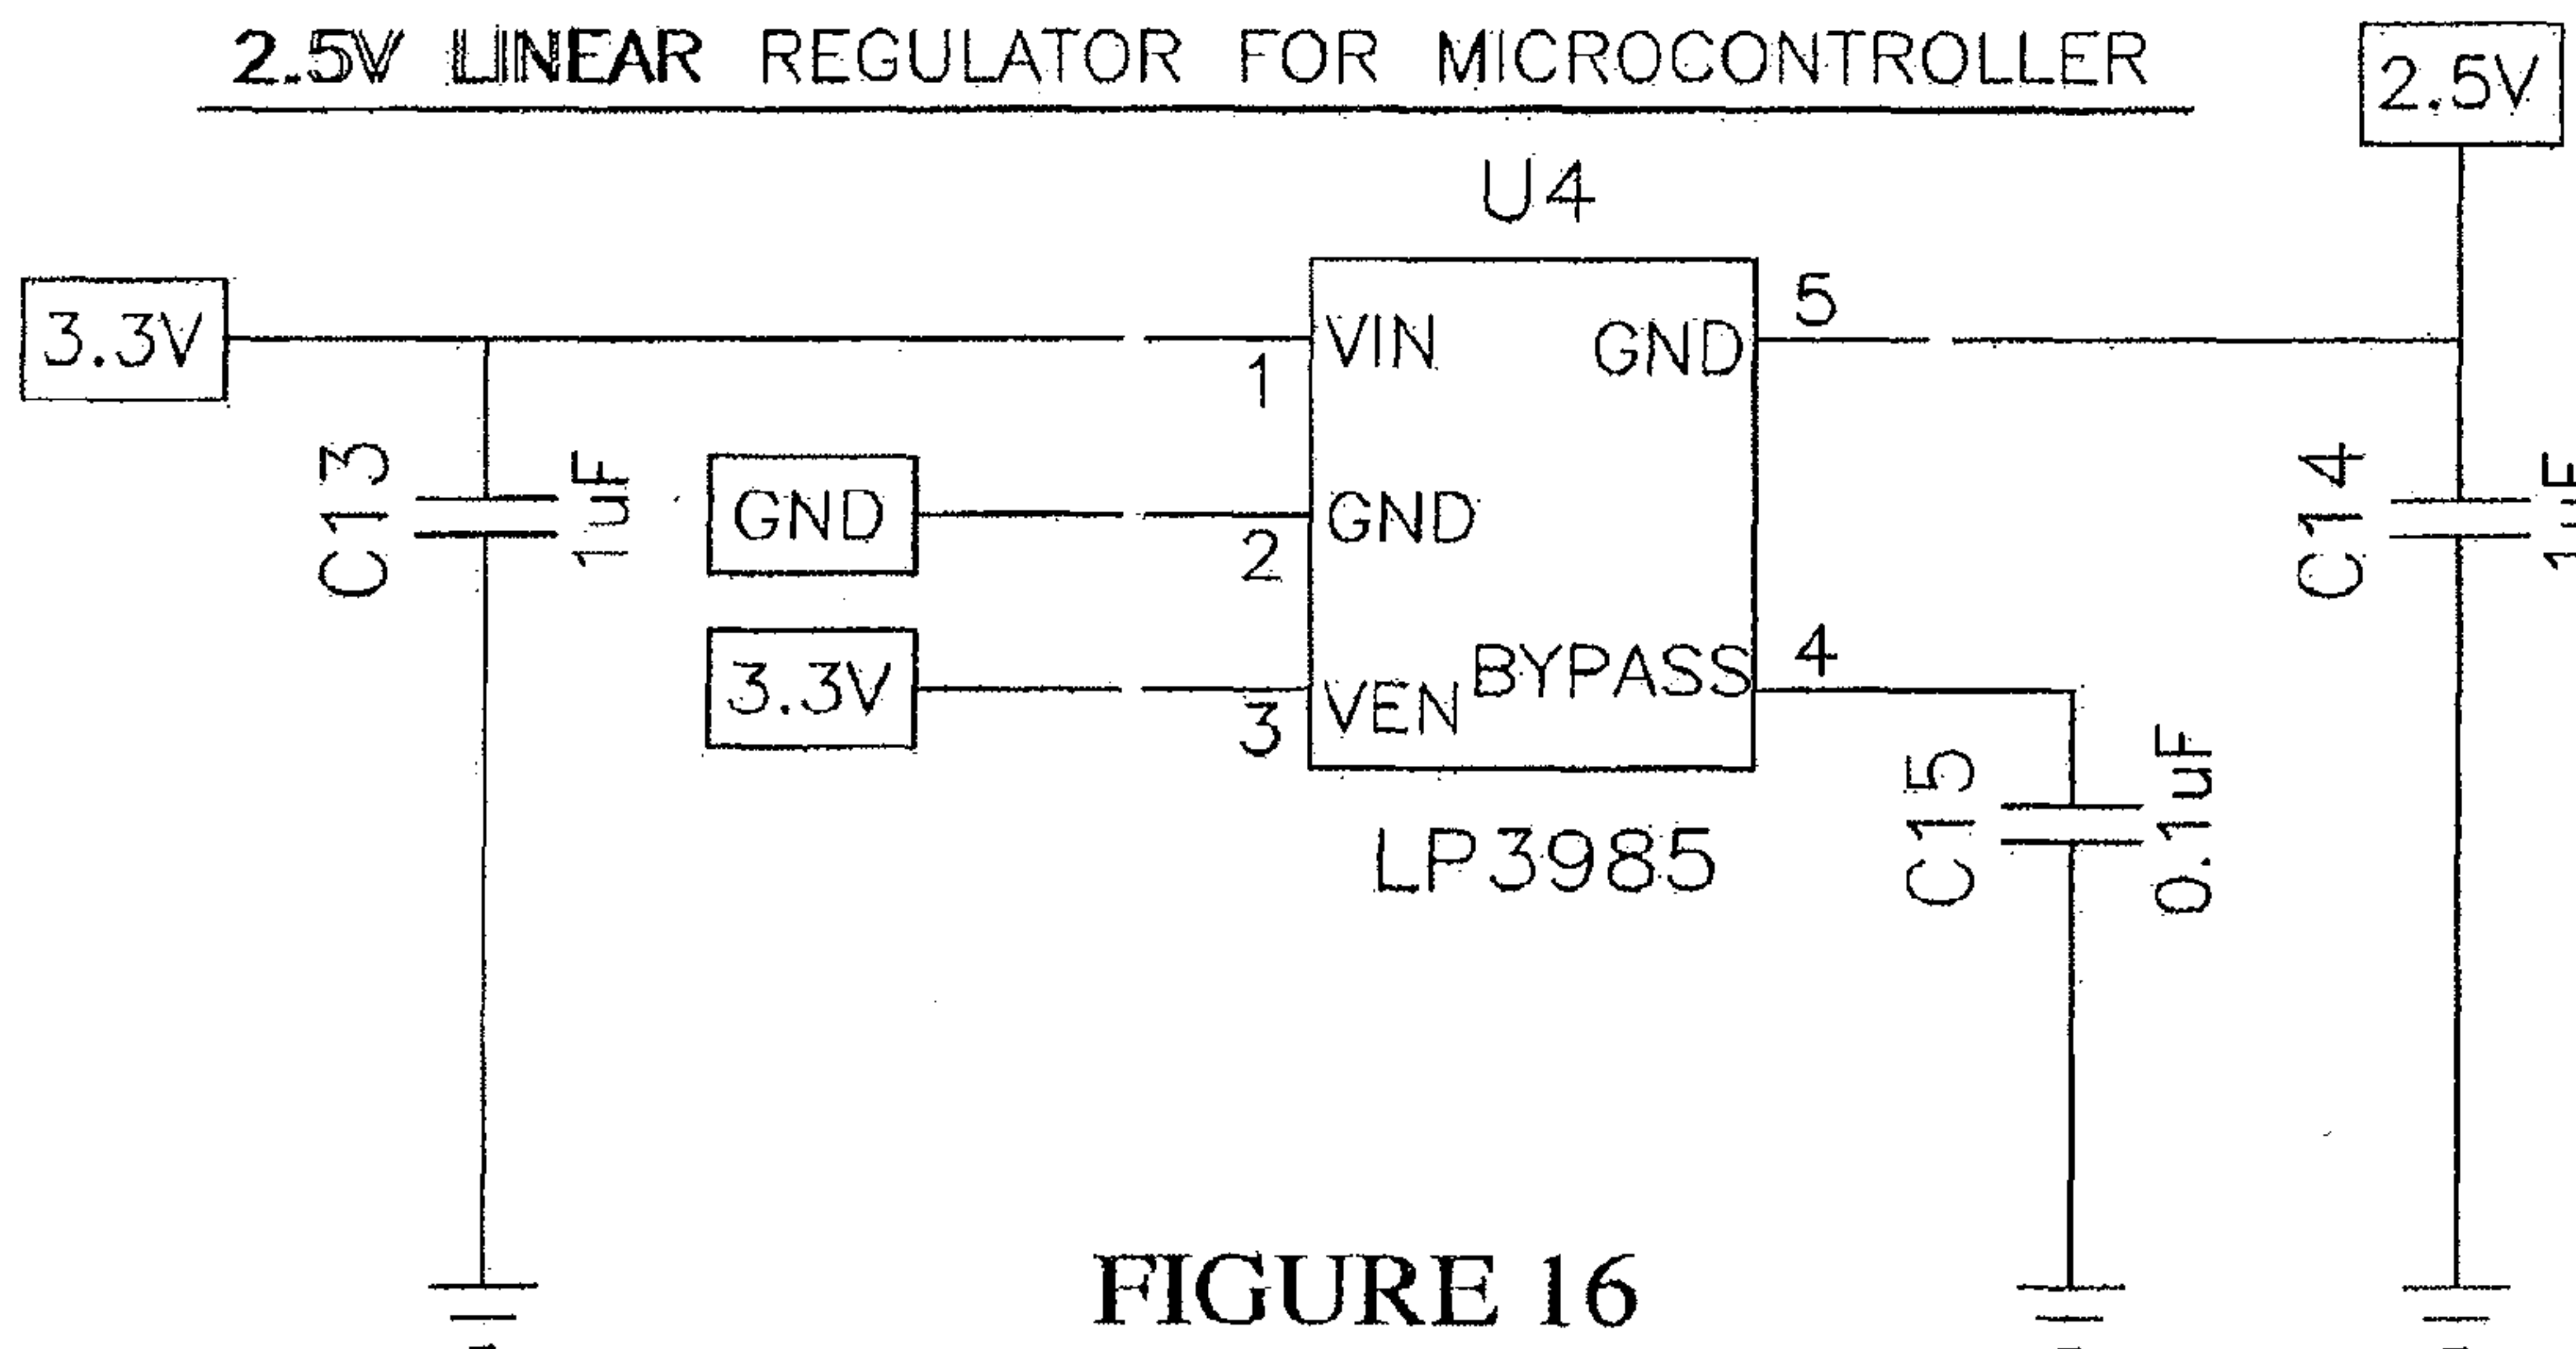 2.5V LINEAR REGULATOR FOR MICROCONTROLLER
2.5V
U4
3.3V
VIN
GND
5
1
C13
1uF
GND
2
GND
C14
1uF
3.3V
3
VEN
BYPASS
4
LP3985
C15
0.1uF
FIGURE 16